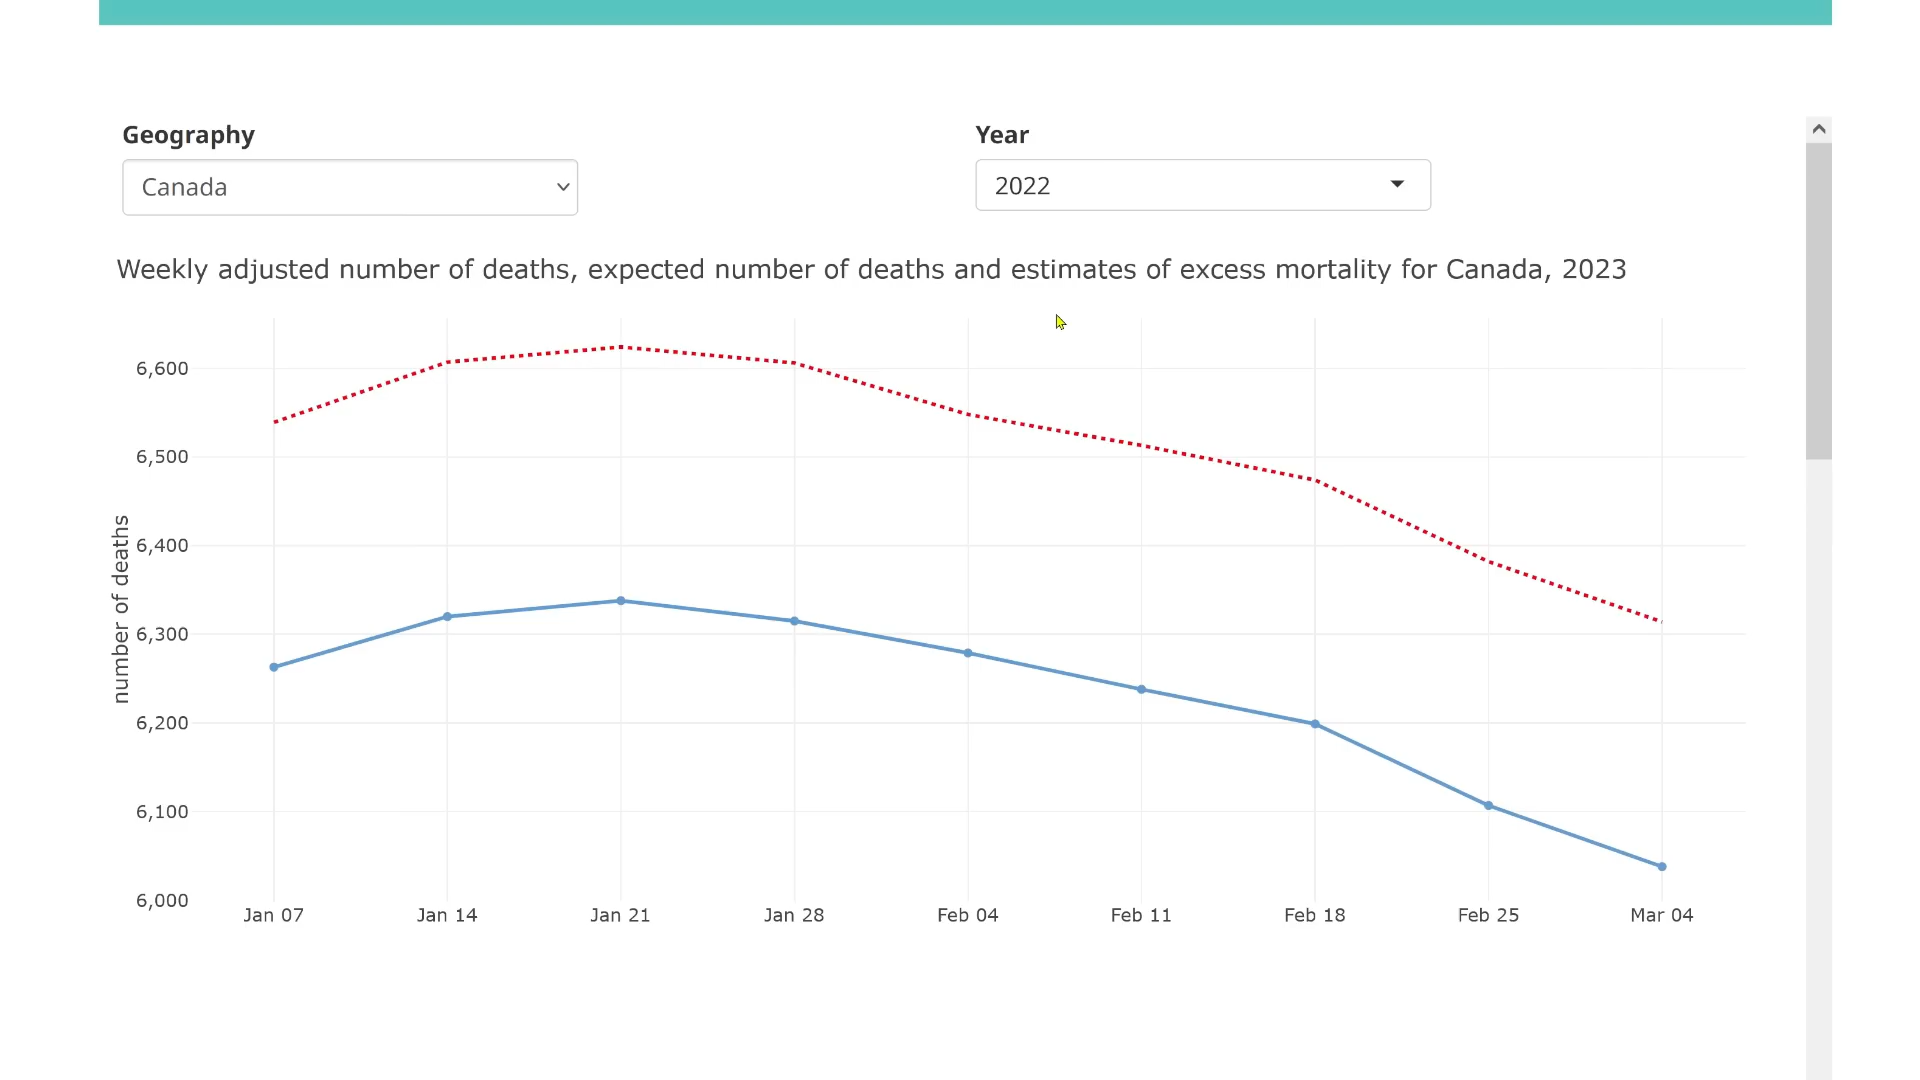 Geography
Year
Canada
2022
Weekly adjusted number of deaths, expected number of deaths and estimates of excess mortality for Canada, 2023
number of deaths
6,600
6,500
6,400
6,300
6,200
6,100
6,000
Jan 07 Jan 14 Jan 21 Jan 28 Feb 04 Feb 11 Feb 18 Feb 25 Mar 04